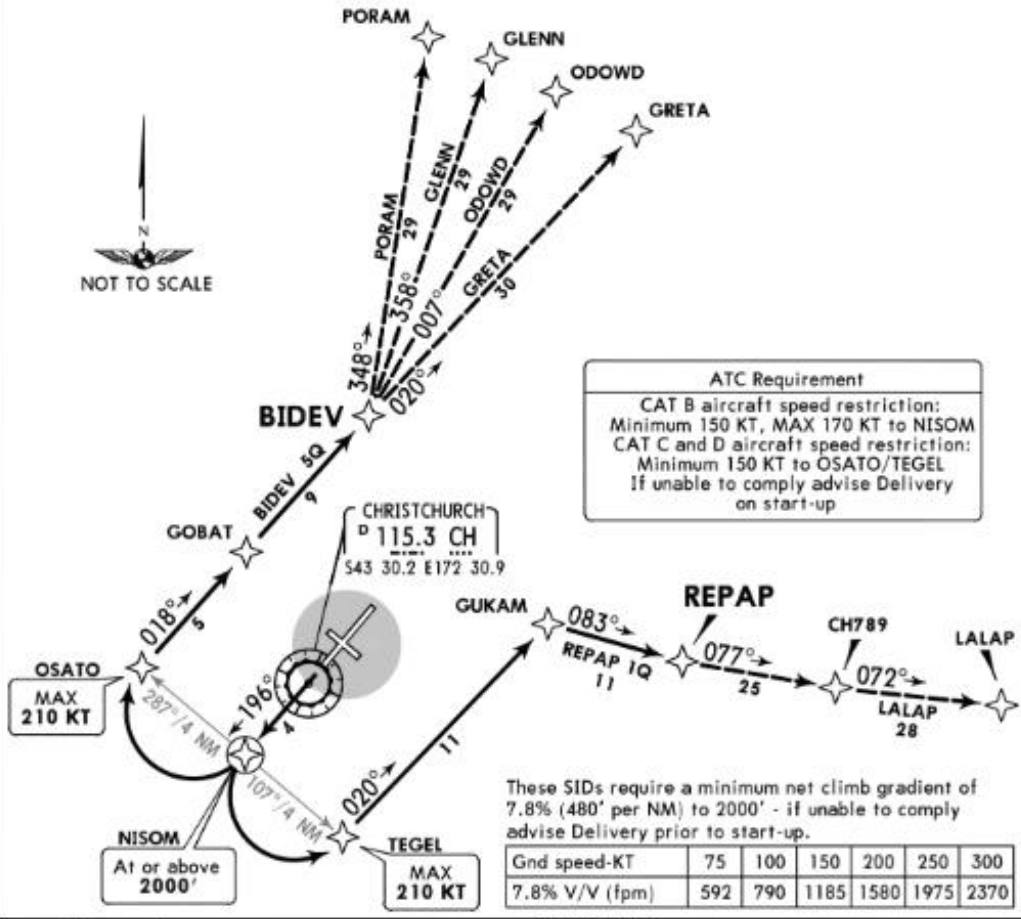 PORAM
GLENN
ODOWD
GRETA
N
NOT TO SCALE
PORAM
29
GLENN
29
ODOWD
29
GRETA
30
348°
358°
007°
020°
BIDEV
ATC Requirement
CAT B aircraft speed restriction:
Minimum 150 KT, MAX 170 KT to NISOM
CAT C and D aircraft speed restriction:
Minimum 150 KT to OSATO/TEGEL
If unable to comply advise Delivery
on start-up
BIDEV 5Q
9
GOBAT
CHRISTCHURCH
D 115.3 CH
S43 30.2 E172 30.9
018°
5
OSATO
MAX
210 KT
287°/4 NM
196°
4
107°/4 NM
NISOM
At or above
2000'
020°
11
TEGEL
MAX
210 KT
GUKAM
083°
REPAP 1Q
11
REPAP
077°
25
CH789
072°
LALAP
28
LALAP
These SIDs require a minimum net climb gradient of
7.8% (480' per NM) to 2000' - if unable to comply
advise Delivery prior to start-up.
Gnd speed-KT 75 100 150 200 250 300
7.8% V/V (fpm) 592 790 1185 1580 1975 2370